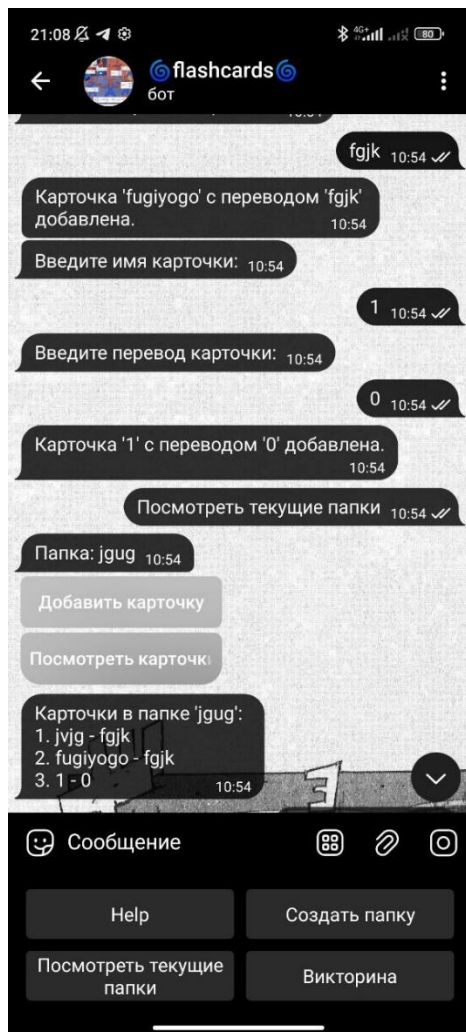 21:08 4G+ 80
🌀flashcards🌀
бот
fgjk 10:54
Карточка 'fugiyogo' с переводом 'fgjk'
добавлена. 10:54
Введите имя карточки: 10:54
1 10:54
Введите перевод карточки: 10:54
0 10:54
Карточка '1' с переводом '0' добавлена.
10:54
Посмотреть текущие папки 10:54
Папка: jgug 10:54
Добавить карточку
Посмотреть карточки
Карточки в папке 'jgug':
1. jvjg - fgjk
2. fugiyogo - fgjk
3. 1 - 0 10:54
Сообщение
Help
Создать папку
Посмотреть текущие
папки
Викторина